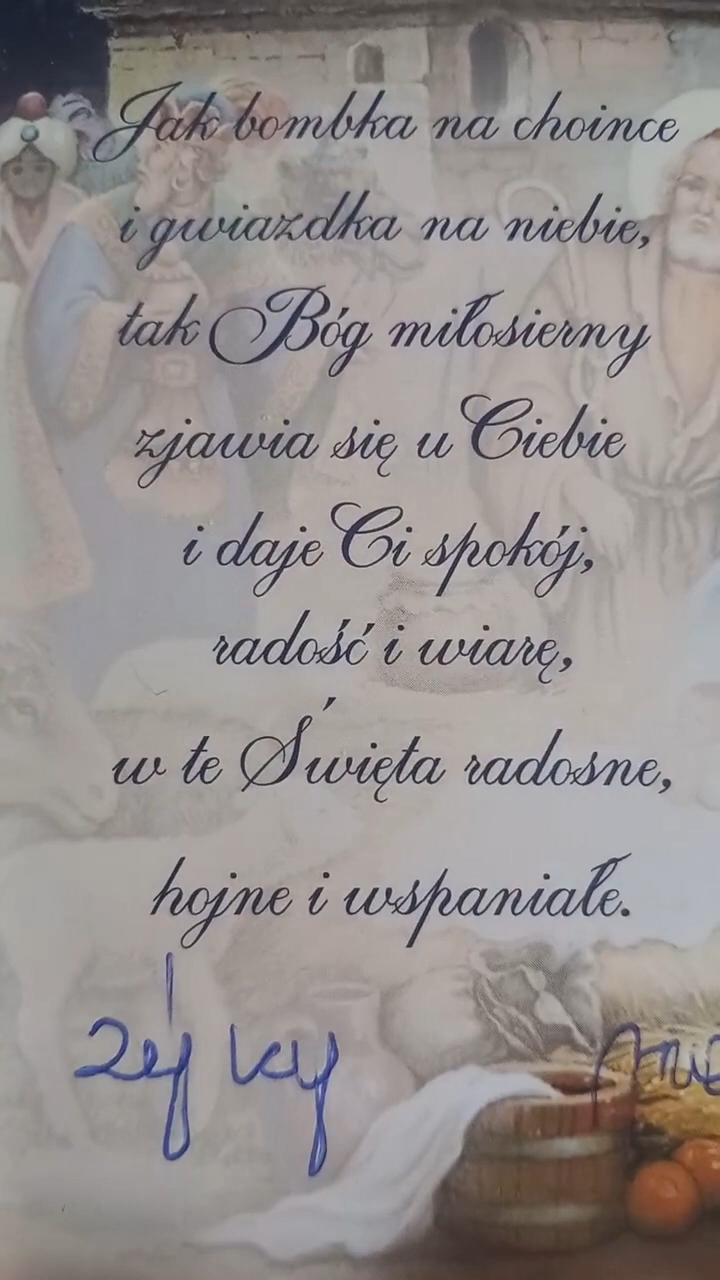 Jak bombka na choince
i gwiazdka na niebie,
tak Bóg miłosierny
zjawia się u Ciebie
i daje Ci spokój,
radość i wiarę,
w te Święta radosne,
hojne i wspaniałe.